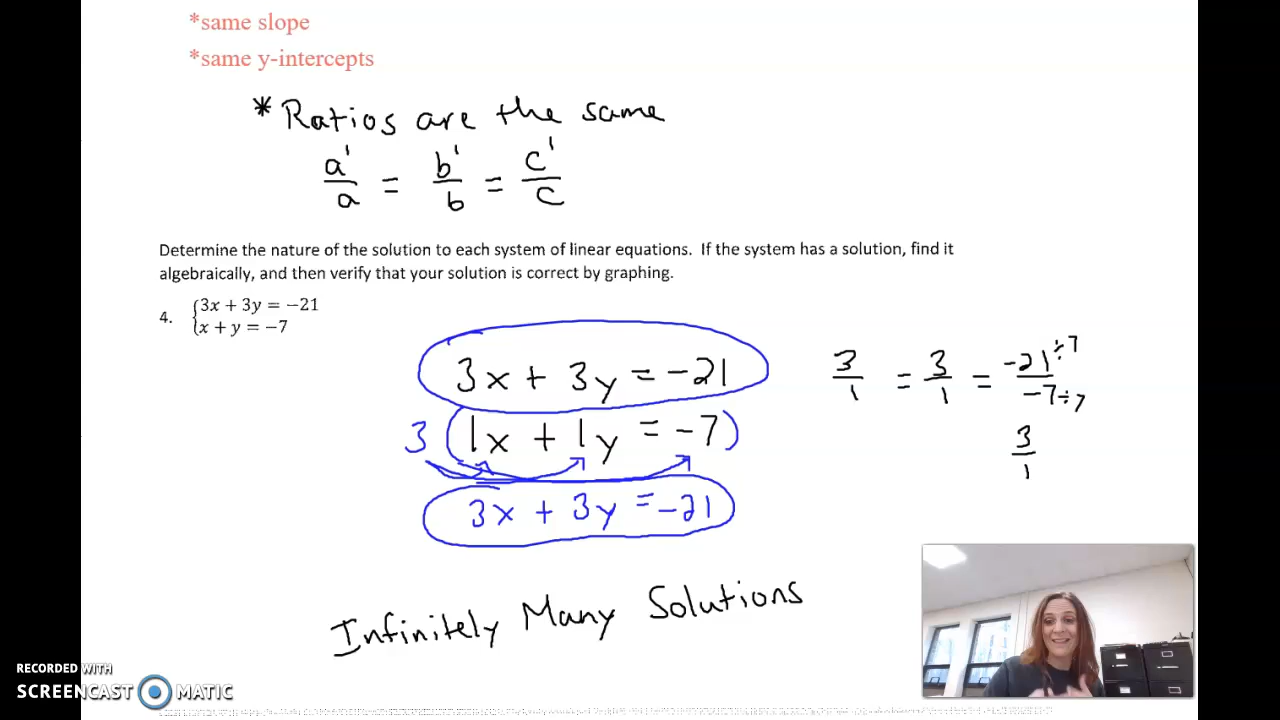 *same slope
*same y-intercepts
* Ratios are the same
a'/a = b'/b = c'/c
Determine the nature of the solution to each system of linear equations. If the system has a solution, find it
algebraically, and then verify that your solution is correct by graphing.
4. {3x + 3y = −21
x + y = −7
3x + 3y = -21
3 (1x + 1y = -7)
3x + 3y = -21
3/1 = 3/1 = -21÷7/-7÷7
3/1
Infinitely Many Solutions
RECORDED WITH
SCREENCAST MATIC